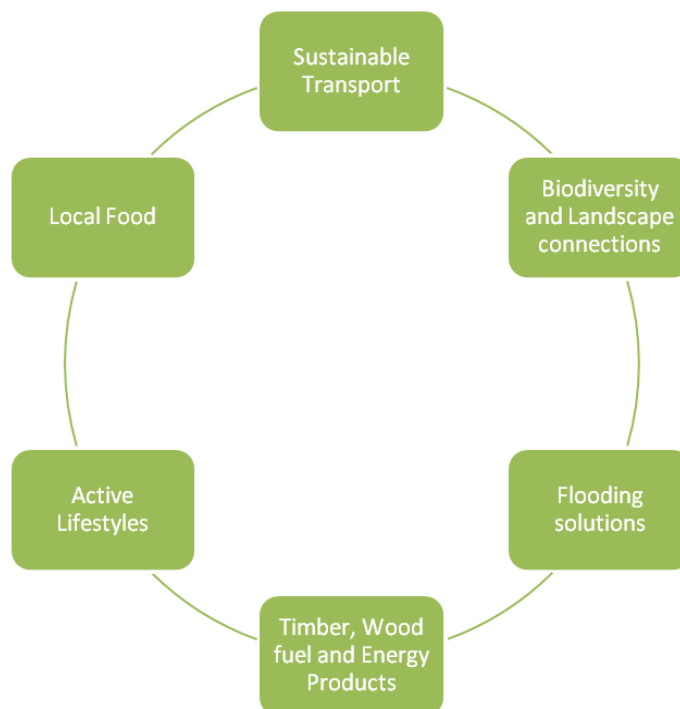 Sustainable
Transport
Biodiversity
and Landscape
connections
Flooding
solutions
Timber, Wood
fuel and Energy
Products
Active
Lifestyles
Local Food